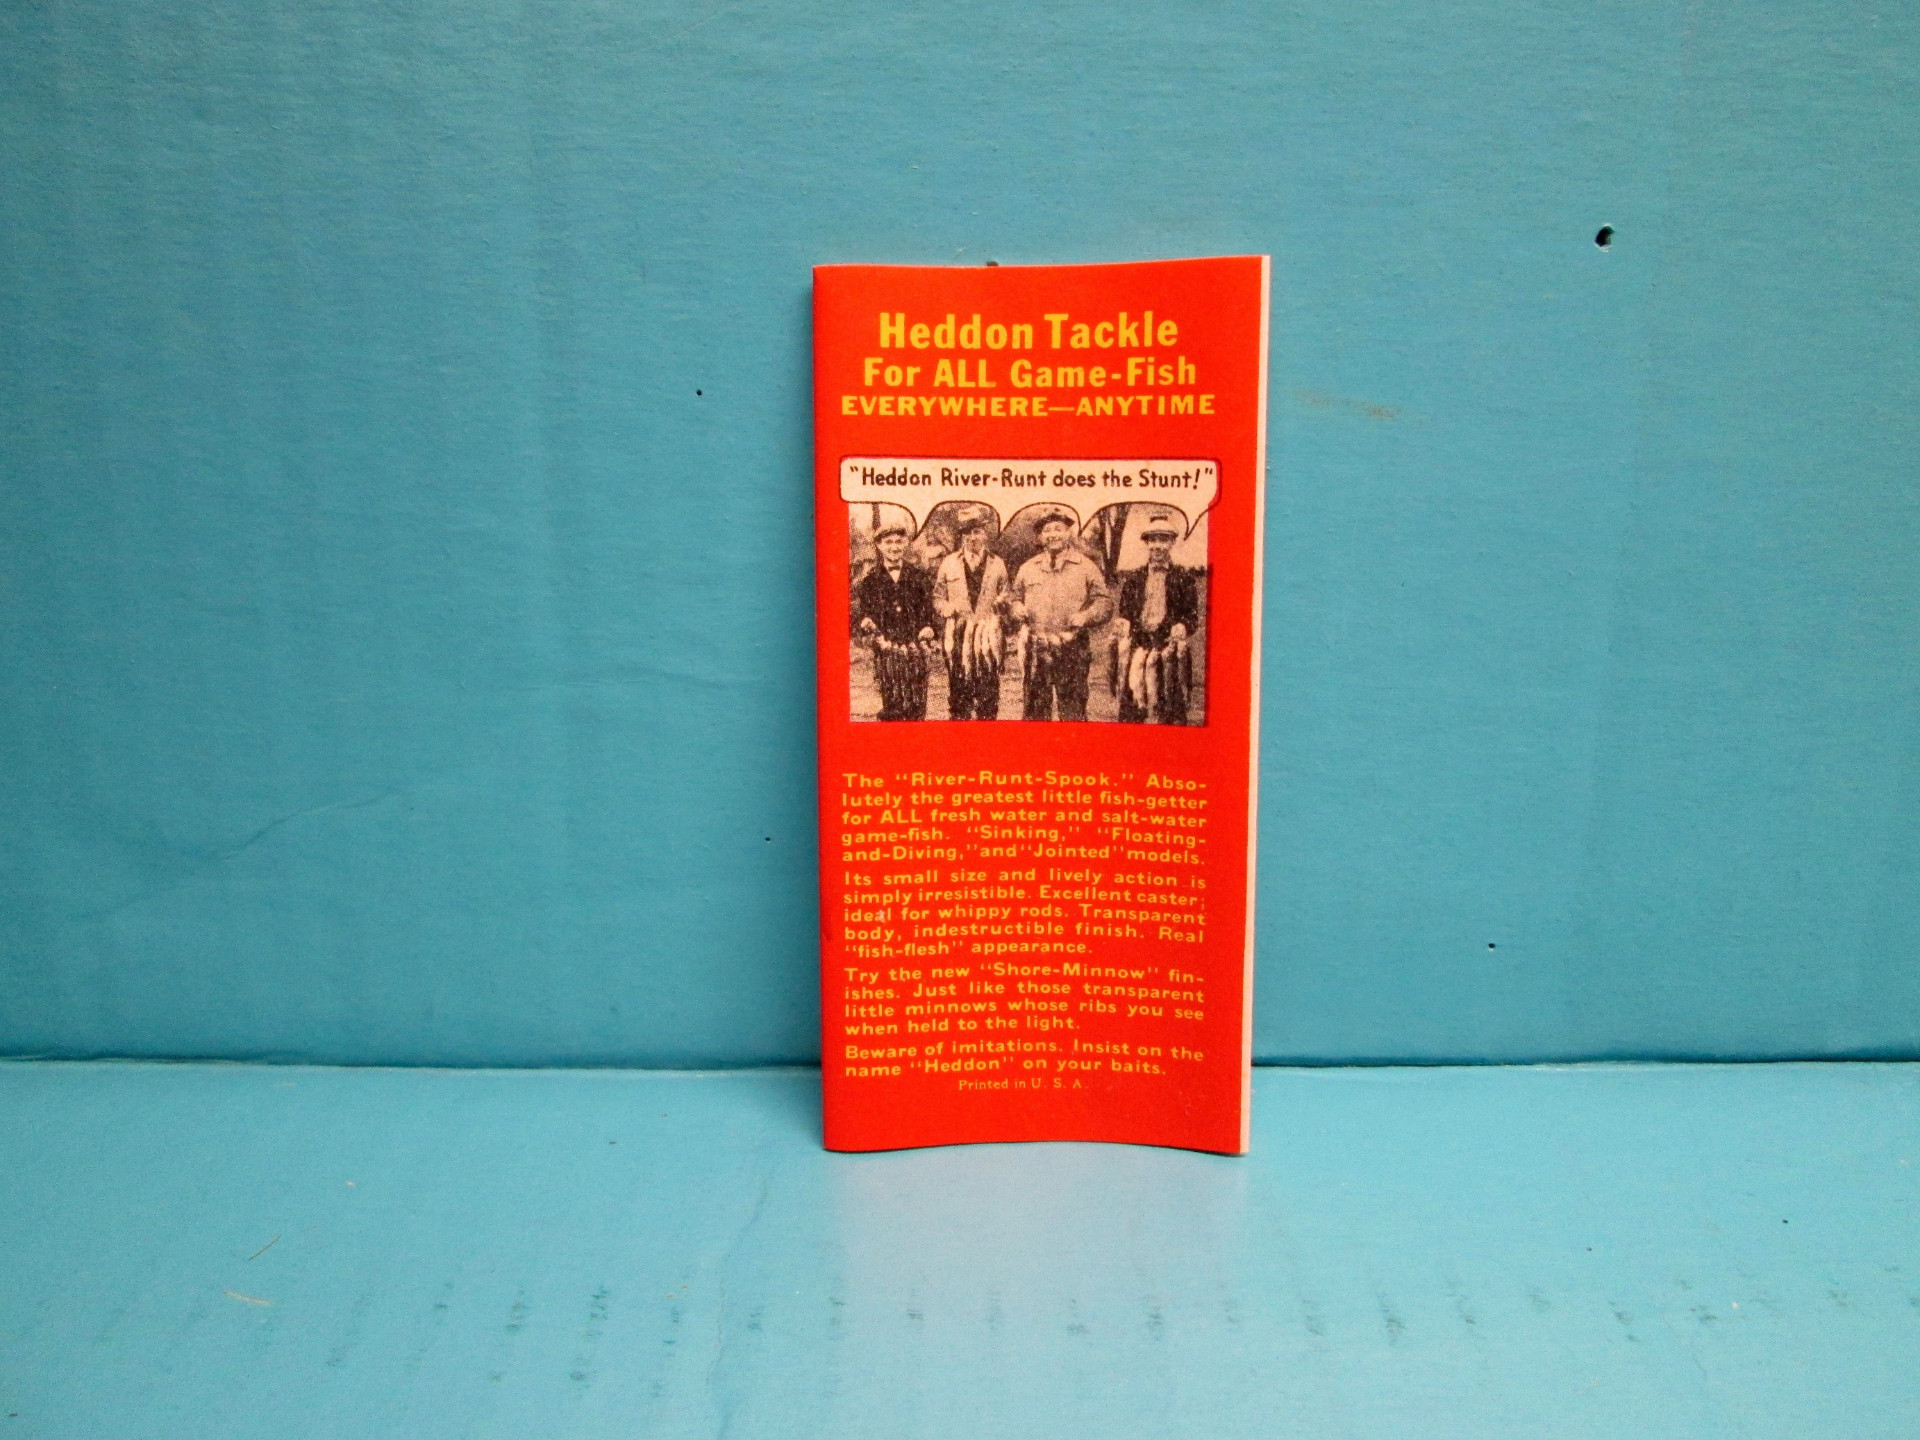 Heddon Tackle
For ALL Game-Fish
EVERYWHERE—ANYTIME
"Heddon River-Runt does the Stunt!"
The "River-Runt-Spook." Abso-
lutely the greatest little fish-getter
for ALL fresh water and salt-water
game-fish. "Sinking," "Floating-
and-Diving," and "Jointed" models.
Its small size and lively action is
simply irresistible. Excellent caster;
ideal for whippy rods. Transparent
body, indestructible finish. Real
"fish-flesh" appearance.
Try the new "Shore-Minnow" fin-
ishes. Just like those transparent
little minnows whose ribs you see
when held to the light.
Beware of imitations. Insist on the
name "Heddon" on your baits.
Printed in U. S. A.